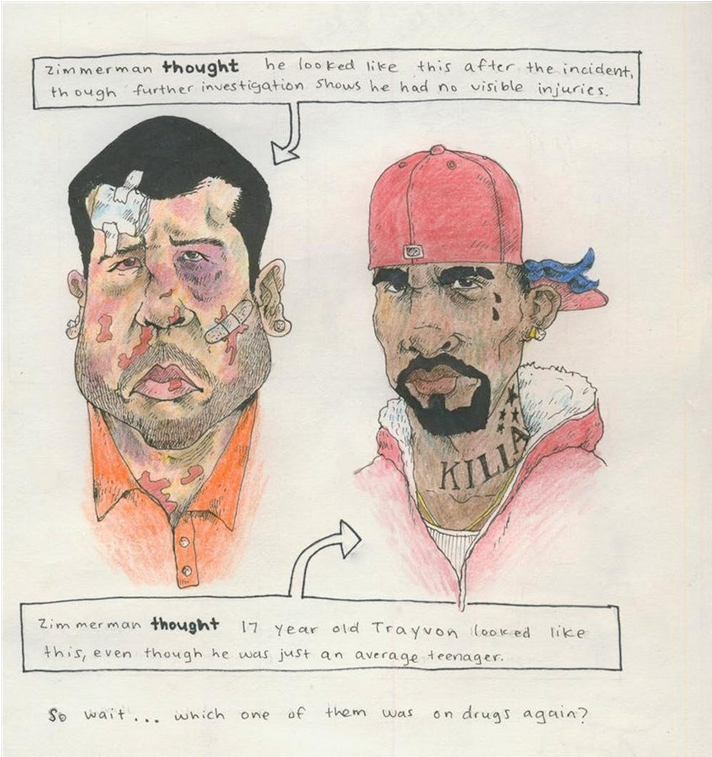 Zimmerman thought he looked like this after the incident,
though further investigation shows he had no visible injuries.
KILLA
Zimmerman thought 17 year old Trayvon looked like
this, even though he was just an average teenager.
So wait... which one of them was on drugs again?